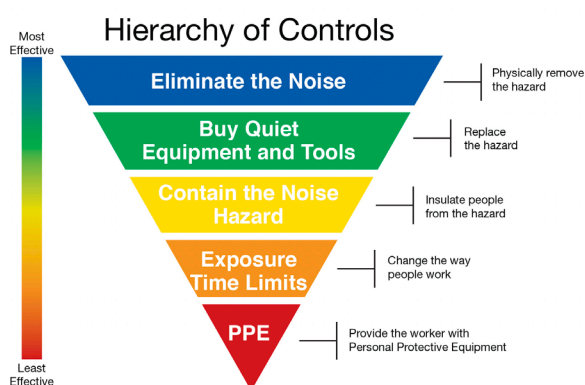 Hierarchy of Controls
Most
Effective
Eliminate the Noise
Physically remove
the hazard
Buy Quiet
Equipment and Tools
Replace
the hazard
Contain the Noise
Hazard
Insulate people
from the hazard
Exposure
Time Limits
Change the way
people work
PPE
Provide the worker with
Personal Protective Equipment
Least
Effective